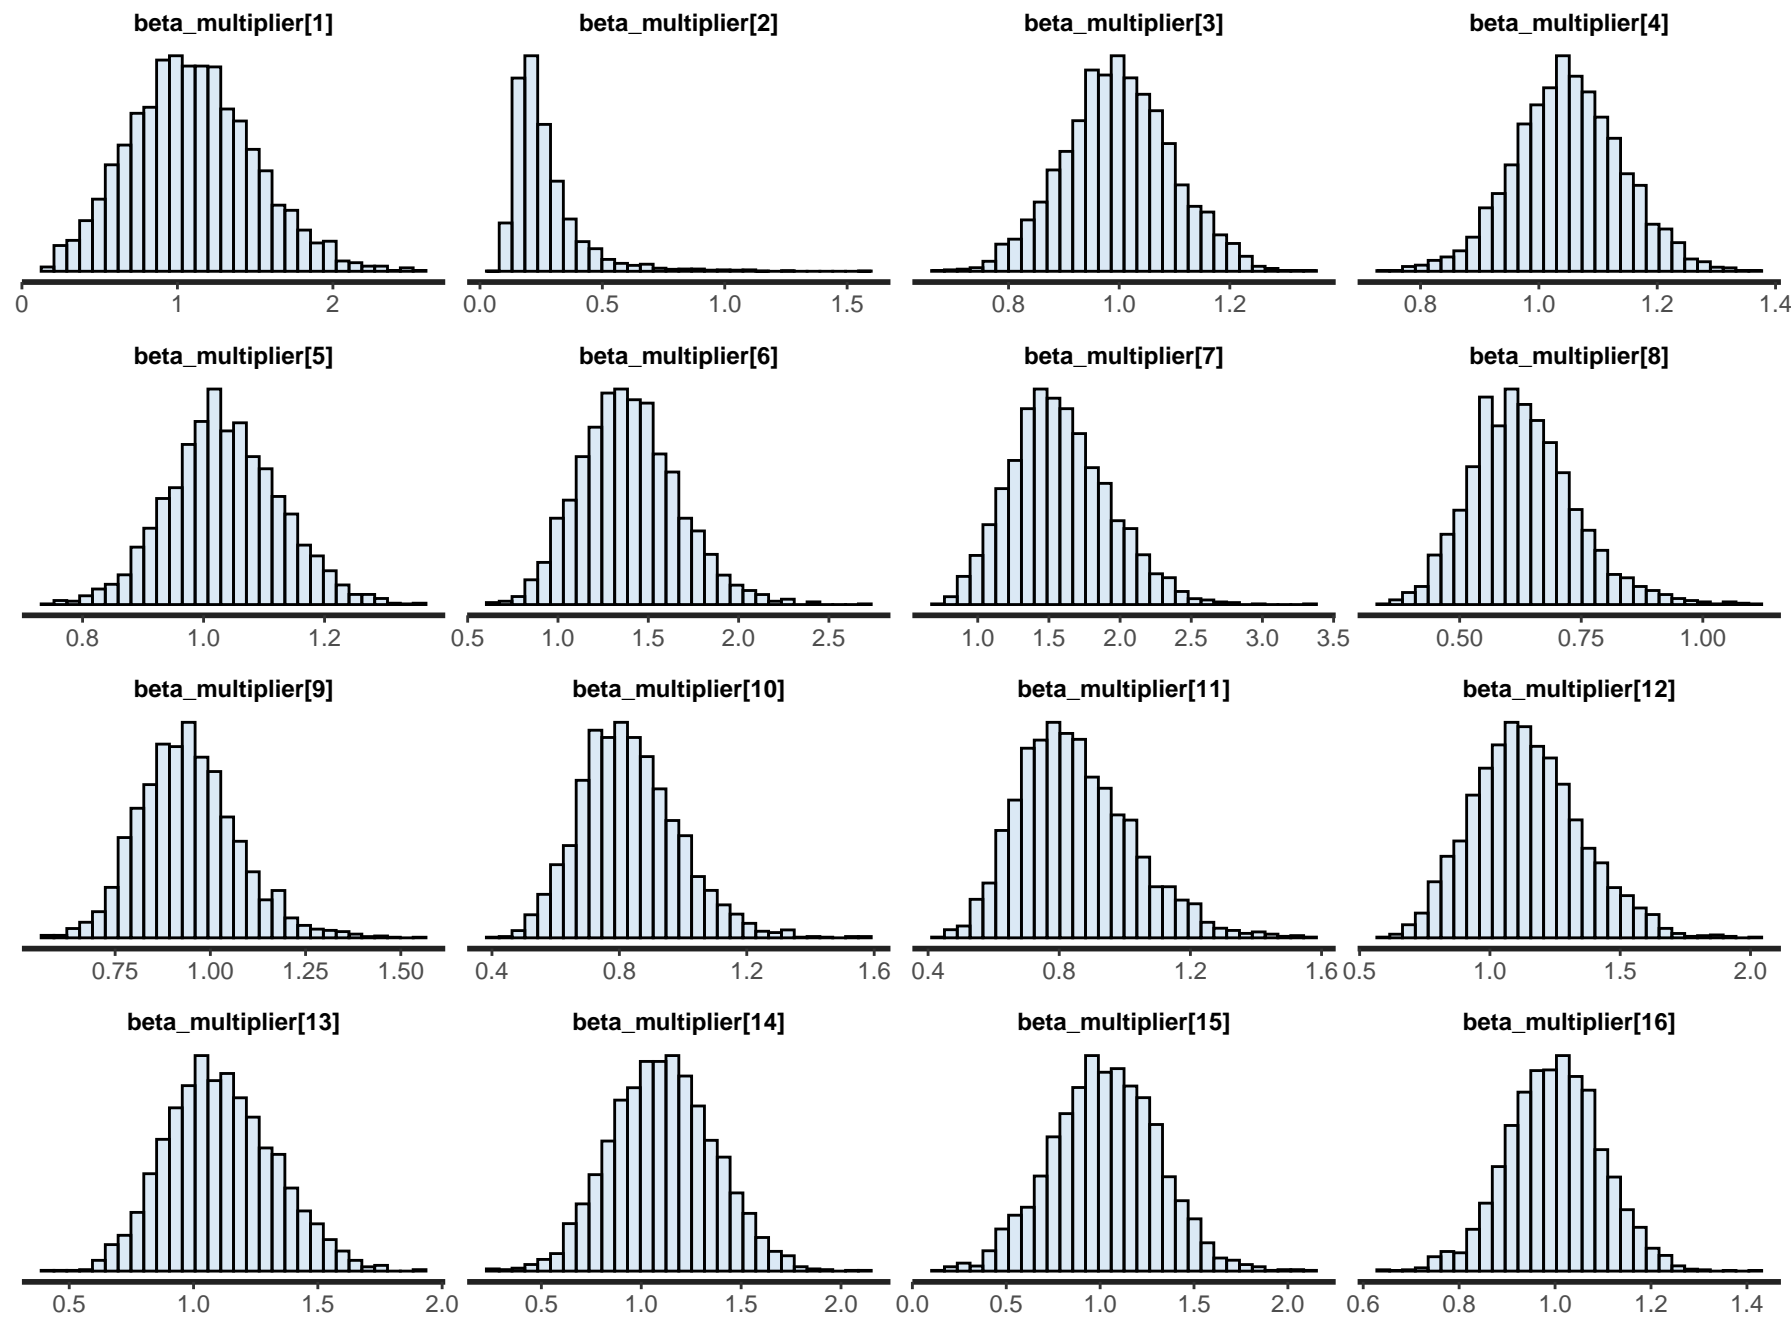 beta_multiplier[1] beta_multiplier[2] beta_multiplier[3] beta_multiplier[4]
0 1 2 0.0 0.5 1.0 1.5 0.8 1.0 1.2 0.8 1.0 1.2 1.4
beta_multiplier[5] beta_multiplier[6] beta_multiplier[7] beta_multiplier[8]
0.8 1.0 1.2 0.5 1.0 1.5 2.0 2.5 1.0 1.5 2.0 2.5 3.0 3.5 0.50 0.75 1.00
beta_multiplier[9] beta_multiplier[10] beta_multiplier[11] beta_multiplier[12]
0.75 1.00 1.25 1.50 0.4 0.8 1.2 1.6 0.4 0.8 1.2 1.6 0.5 1.0 1.5 2.0
beta_multiplier[13] beta_multiplier[14] beta_multiplier[15] beta_multiplier[16]
0.5 1.0 1.5 2.0 0.5 1.0 1.5 2.0 0.0 0.5 1.0 1.5 2.0 0.6 0.8 1.0 1.2 1.4